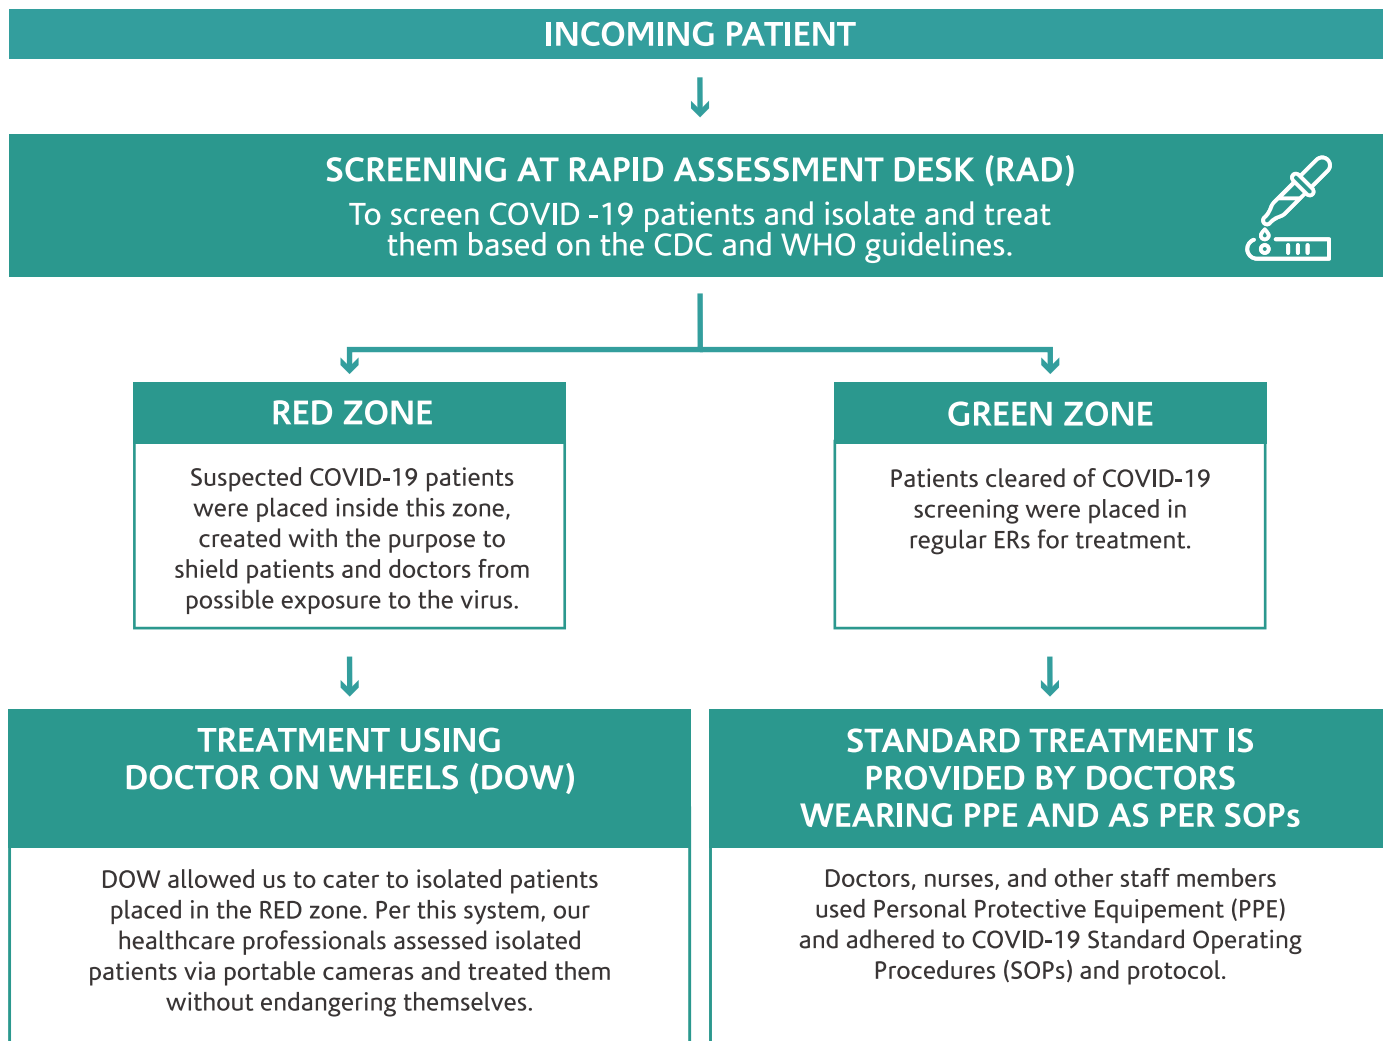 INCOMING PATIENT
SCREENING AT RAPID ASSESSMENT DESK (RAD)
To screen COVID -19 patients and isolate and treat
them based on the CDC and WHO guidelines.
RED ZONE
Suspected COVID-19 patients
were placed inside this zone,
created with the purpose to
shield patients and doctors from
possible exposure to the virus.
GREEN ZONE
Patients cleared of COVID-19
screening were placed in
regular ERs for treatment.
TREATMENT USING
DOCTOR ON WHEELS (DOW)
DOW allowed us to cater to isolated patients
placed in the RED zone. Per this system, our
healthcare professionals assessed isolated
patients via portable cameras and treated them
without endangering themselves.
STANDARD TREATMENT IS
PROVIDED BY DOCTORS
WEARING PPE AND AS PER SOPs
Doctors, nurses, and other staff members
used Personal Protective Equipement (PPE)
and adhered to COVID-19 Standard Operating
Procedures (SOPs) and protocol.